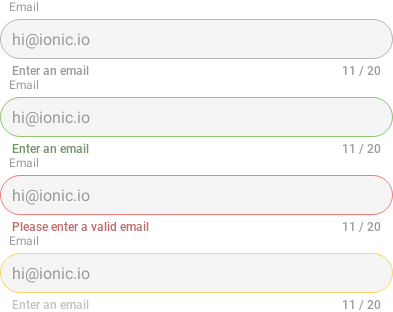 Email
hi@ionic.io
Enter an email 11 / 20
Email
hi@ionic.io
Enter an email 11 / 20
Email
hi@ionic.io
Please enter a valid email 11 / 20
Email
hi@ionic.io
Enter an email 11 / 20